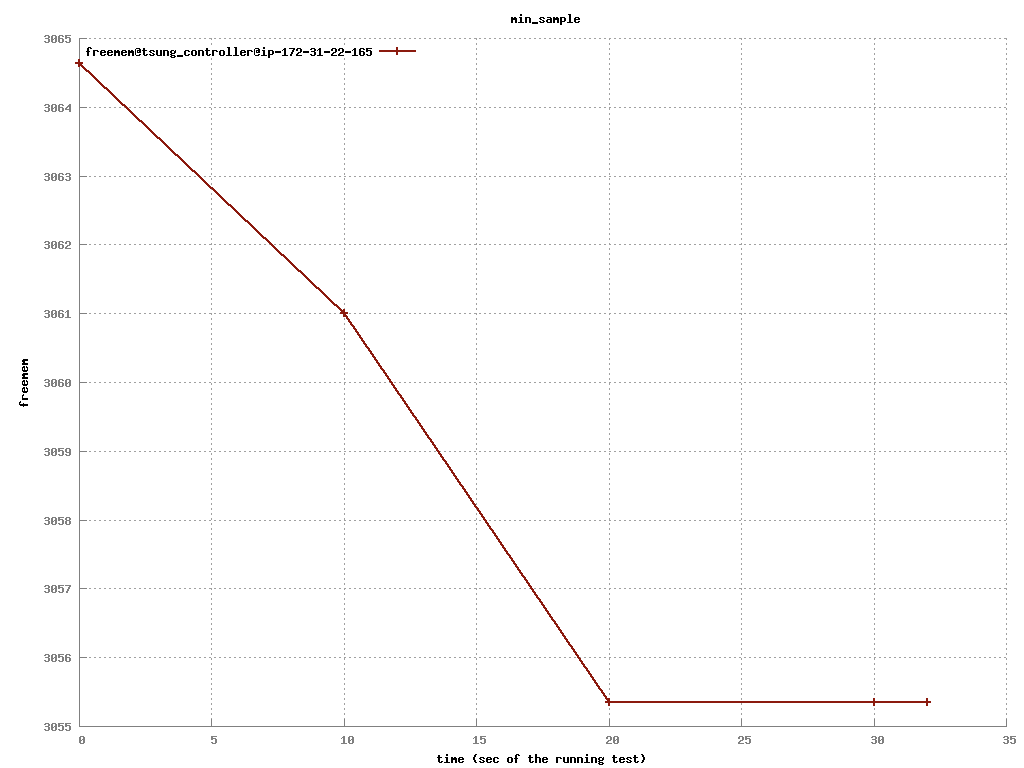 min_sample
freemem@tsung_controller@ip-172-31-22-165
3065
3064
3063
3062
3061
3060
3059
3058
3057
3056
3055
freemem
0 5 10 15 20 25 30 35
time (sec of the running test)